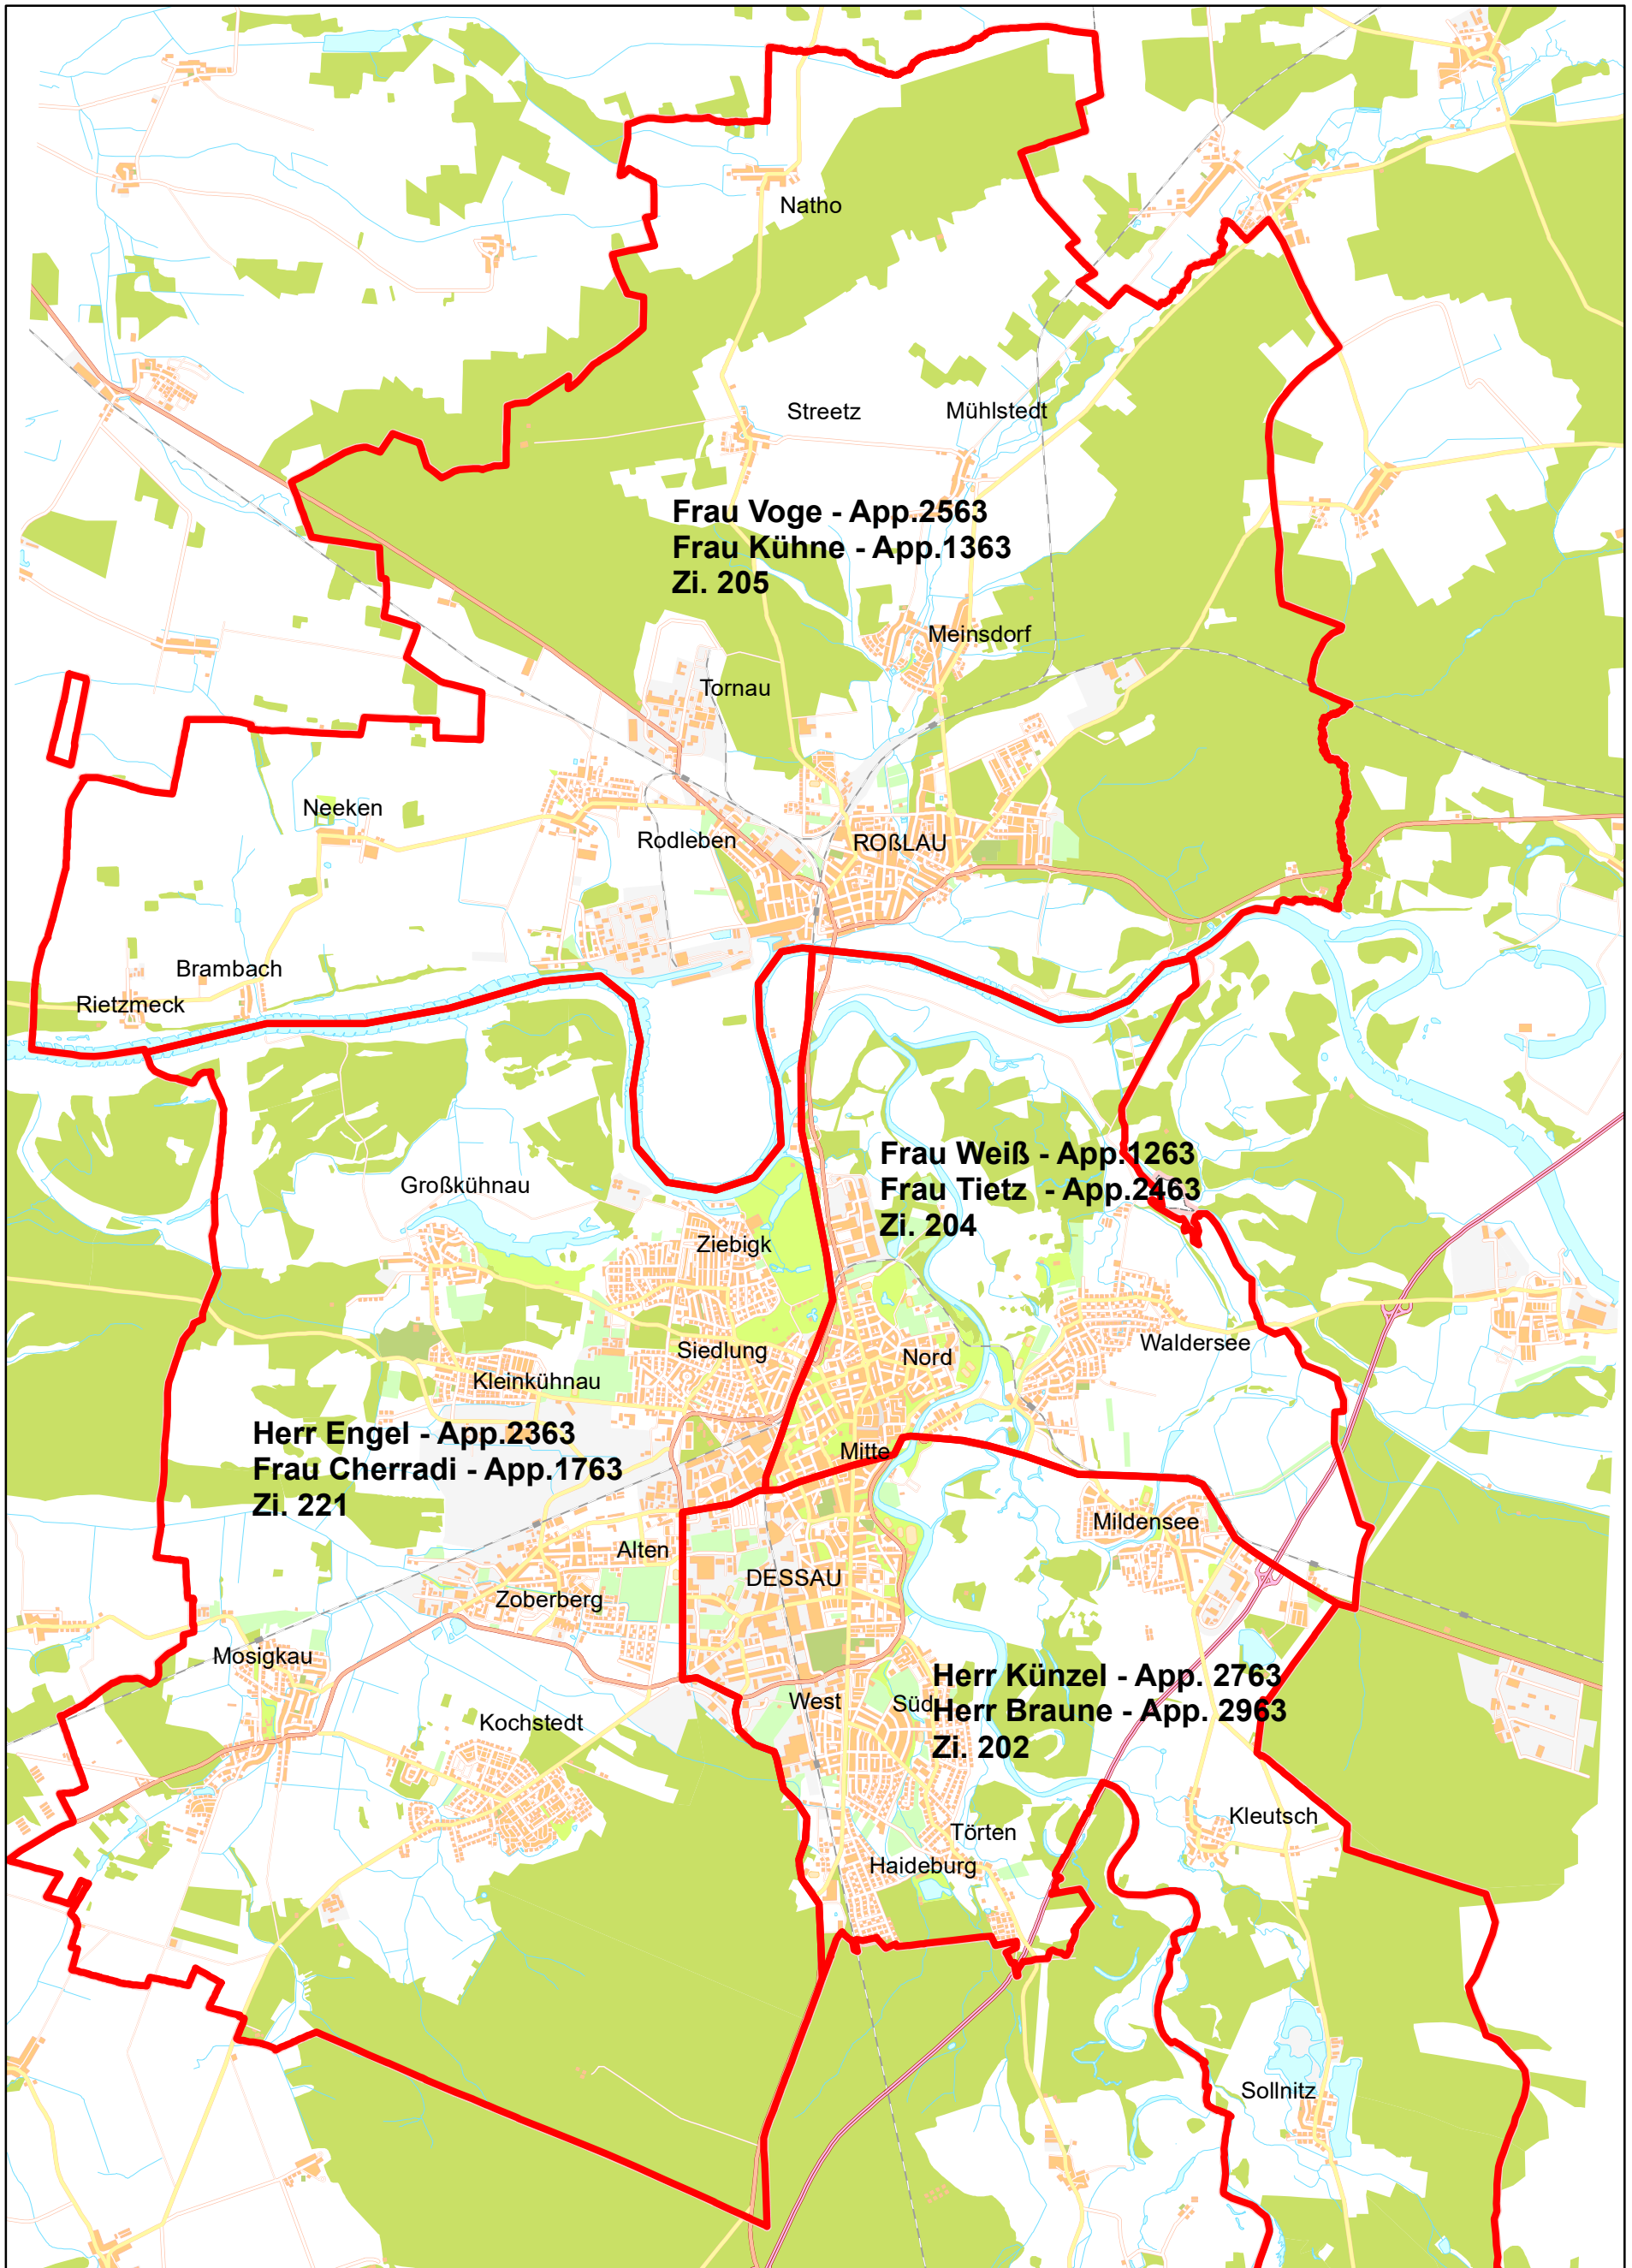 Natho
Streetz
Mühlstedt
Frau Voge - App.2563
Frau Kühne - App.1363
Zi. 205
Meinsdorf
Tornau
Neeken
Rodleben
ROßLAU
Brambach
Rietzmeck
Frau Weiß - App.1263
Frau Tietz - App.2463
Zi. 204
Großkühnau
Ziebigk
Waldersee
Siedlung
Nord
Kleinkühnau
Herr Engel - App.2363
Frau Cherradi - App.1763
Zi. 221
Mitte
Mildensee
Alten
DESSAU
Zoberberg
Mosigkau
Herr Künzel - App. 2763
Herr Braune - App. 2963
Zi. 202
West
Süd
Kochstedt
Kleutsch
Törten
Haideburg
Sollnitz